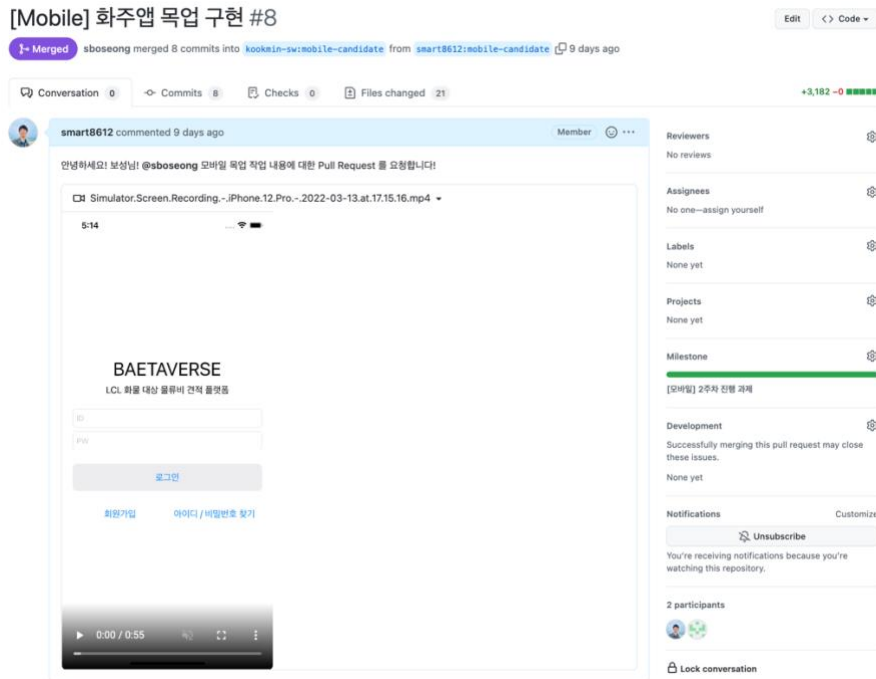 [Mobile] 화주앱 목업 구현 #8
Edit
<> Code
Merged
sboseong merged 8 commits into kookmin-sw:mobile-candidate from smart8612:mobile-candidate 9 days ago
Conversation 0
Commits 8
Checks 0
Files changed 21
+3,182 −0
smart8612 commented 9 days ago
Member
안녕하세요! 보성님! @sboseong 모바일 목업 작업 내용에 대한 Pull Request 를 요청합니다!
Simulator.Screen.Recording.-.iPhone.12.Pro.-.2022-03-13.at.17.15.16.mp4
5:14
BAETAVERSE
LCL 화물 대상 물류비 견적 플랫폼
ID
PW
로그인
회원가입
아이디 / 비밀번호 찾기
0:00 / 0:55
Reviewers
No reviews
Assignees
No one—assign yourself
Labels
None yet
Projects
None yet
Milestone
[모바일] 2주차 진행 과제
Development
Successfully merging this pull request may close
these issues.
None yet
Notifications
Customize
Unsubscribe
You're receiving notifications because you're
watching this repository.
2 participants
Lock conversation